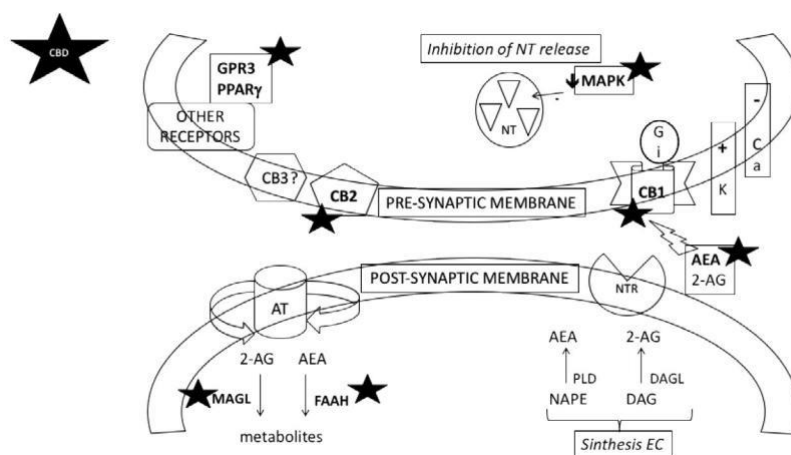 CBD
GPR3
PPARγ
OTHER
RECEPTORS
CB3?
CB2
PRE-SYNAPTIC MEMBRANE
Inhibition of NT release
MAPK
-
NT
G
i
CB1
+
K
-
Ca
AEA
2-AG
POST-SYNAPTIC MEMBRANE
NTR
AT
2-AG AEA
MAGL FAAH
metabolites
AEA 2-AG
PLD DAGL
NAPE DAG
Sinthesis EC